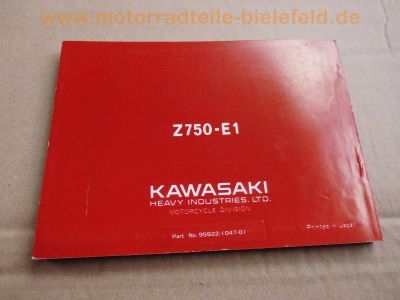 www.motorradteile-bielefeld.de
Z750-E1
KAWASAKI
HEAVY INDUSTRIES, LTD.
MOTORCYCLE DIVISION
Part No. 99922-1047-01
Printed in Japan